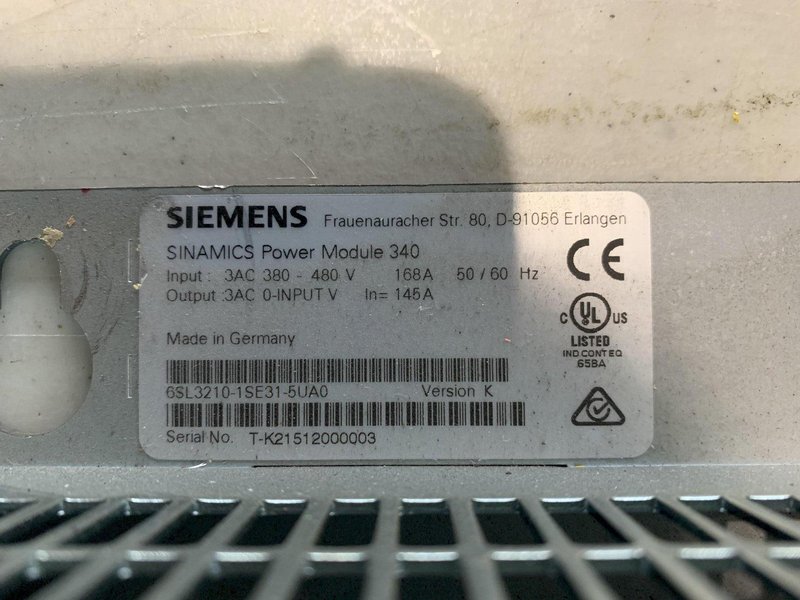 SIEMENS Frauenauracher Str. 80, D-91056 Erlangen
SINAMICS Power Module 340
Input : 3AC 380 - 480 V 168A 50 / 60 Hz
Output :3AC 0-INPUT V In= 145A
CE
Made in Germany
C UL US
LISTED
IND CONT EQ
65BA
6SL3210-1SE31-5UA0 Version K
Serial No. T-K21512000003